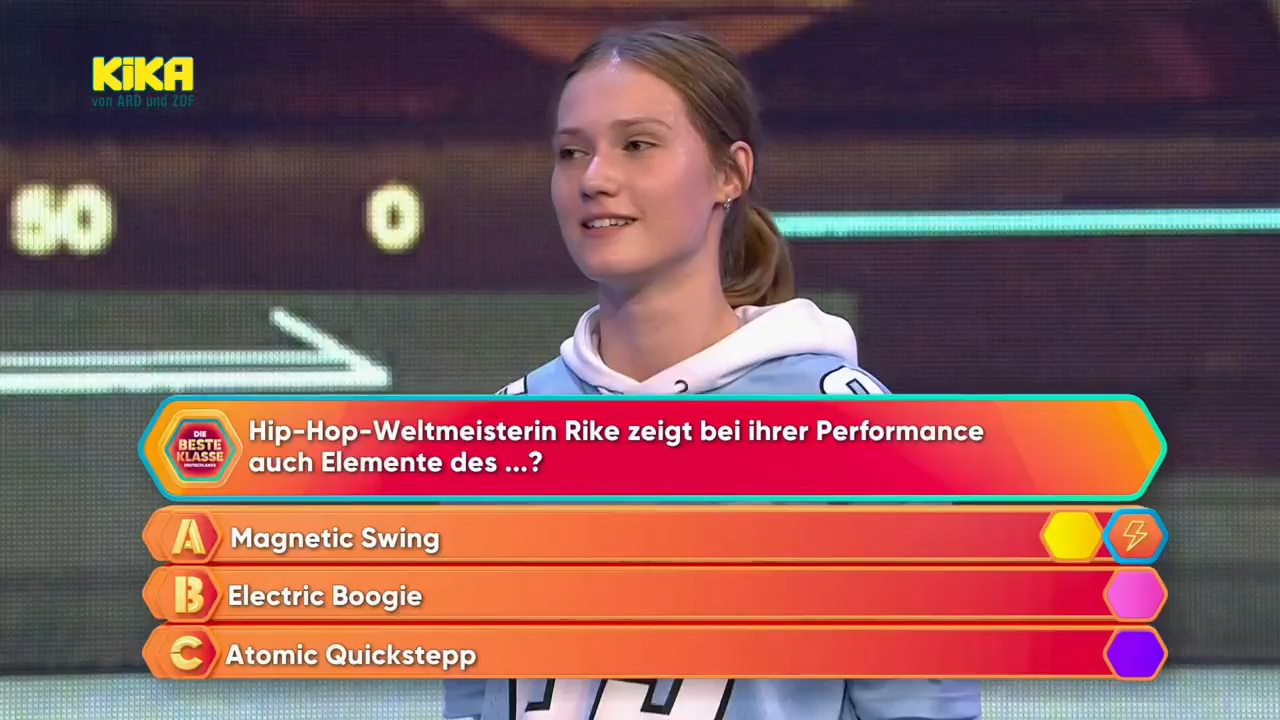 KiKA
von ARD und ZDF
80 0
DIE
BESTE
KLASSE
DEUTSCHLANDS
Hip-Hop-Weltmeisterin Rike zeigt bei ihrer Performance
auch Elemente des ...?
A Magnetic Swing
B Electric Boogie
C Atomic Quickstepp